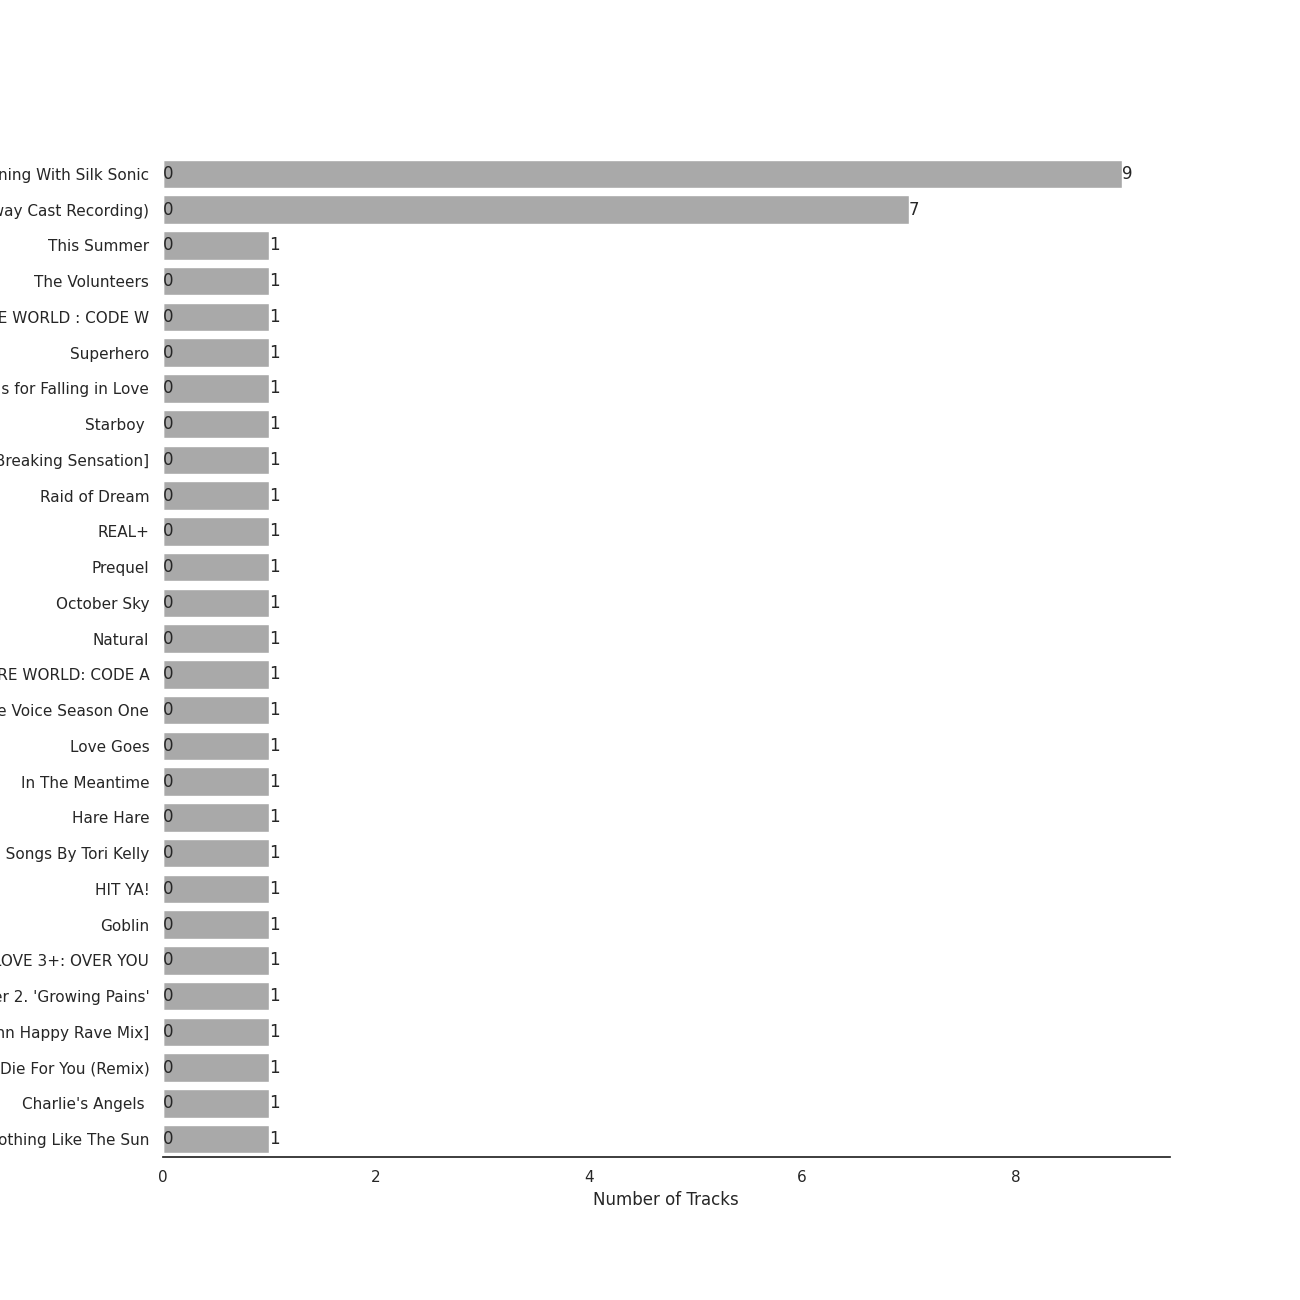 ning With Silk Sonic 0 9
way Cast Recording) 0 7
This Summer 0 1
The Volunteers 0 1
E WORLD : CODE W 0 1
Superhero 0 1
s for Falling in Love 0 1
Starboy 0 1
Breaking Sensation] 0 1
Raid of Dream 0 1
REAL+ 0 1
Prequel 0 1
October Sky 0 1
Natural 0 1
RE WORLD: CODE A 0 1
e Voice Season One 0 1
Love Goes 0 1
In The Meantime 0 1
Hare Hare 0 1
Songs By Tori Kelly 0 1
HIT YA! 0 1
Goblin 0 1
LOVE 3+: OVER YOU 0 1
er 2. 'Growing Pains' 0 1
nn Happy Rave Mix] 0 1
Die For You (Remix) 0 1
Charlie's Angels 0 1
othing Like The Sun 0 1
0 2 4 6 8
Number of Tracks